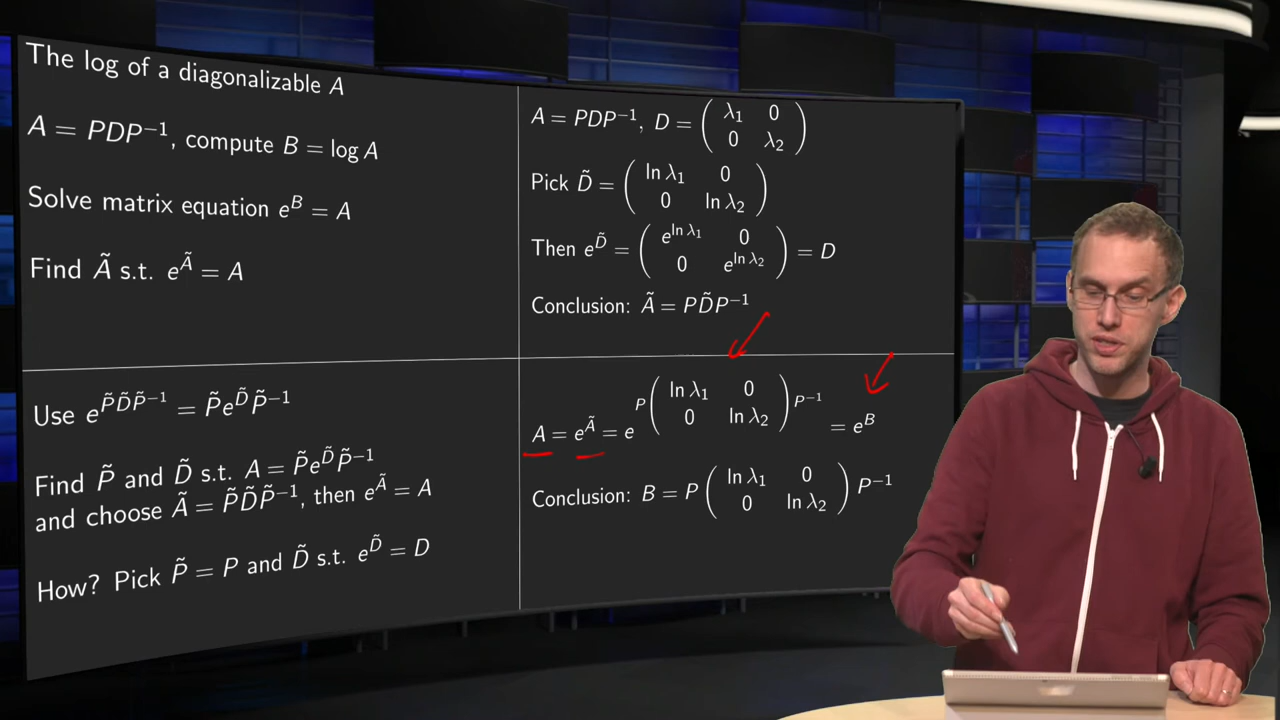 The log of a diagonalizable A
A = PDP⁻¹, compute B = log A
Solve matrix equation e^B = A
Find Ã s.t. e^Ã = A
Use e^(P̃D̃P̃⁻¹) = P̃e^D̃P̃⁻¹
Find P̃ and D̃ s.t. A = P̃e^D̃P̃⁻¹
and choose Ã = P̃D̃P̃⁻¹, then e^Ã = A
How? Pick P̃ = P and D̃ s.t. e^D̃ = D
A = PDP⁻¹, D = ( λ₁ 0
0 λ₂ )
Pick D̃ = ( ln λ₁ 0
0 ln λ₂ )
Then e^D̃ = ( e^(ln λ₁) 0
0 e^(ln λ₂) ) = D
Conclusion: Ã = PD̃P⁻¹
A = e^Ã = e^(P ( ln λ₁ 0
0 ln λ₂ ) P⁻¹) = e^B
Conclusion: B = P ( ln λ₁ 0
0 ln λ₂ ) P⁻¹